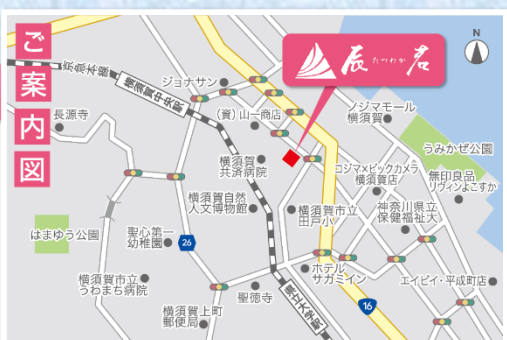 ご案内図
たつわか
辰君
N
京急本線
横須賀中央駅
ジョナサン
(資)山一商店
ノジマモール
横須賀
長源寺
うみかぜ公園
横須賀
共済病院
コジマ×ビックカメラ
横須賀店
無印良品
リヴィンよこすか
横須賀自然
人文博物館
横須賀市立
田戸小
神奈川県立
保健福祉大
はまゆう公園
聖心第一
幼稚園
26
横須賀市立
うわまち病院
聖徳寺
ホテル
サガミイン
エイビイ・平成町店
横須賀上町
郵便局
県立大学駅
16